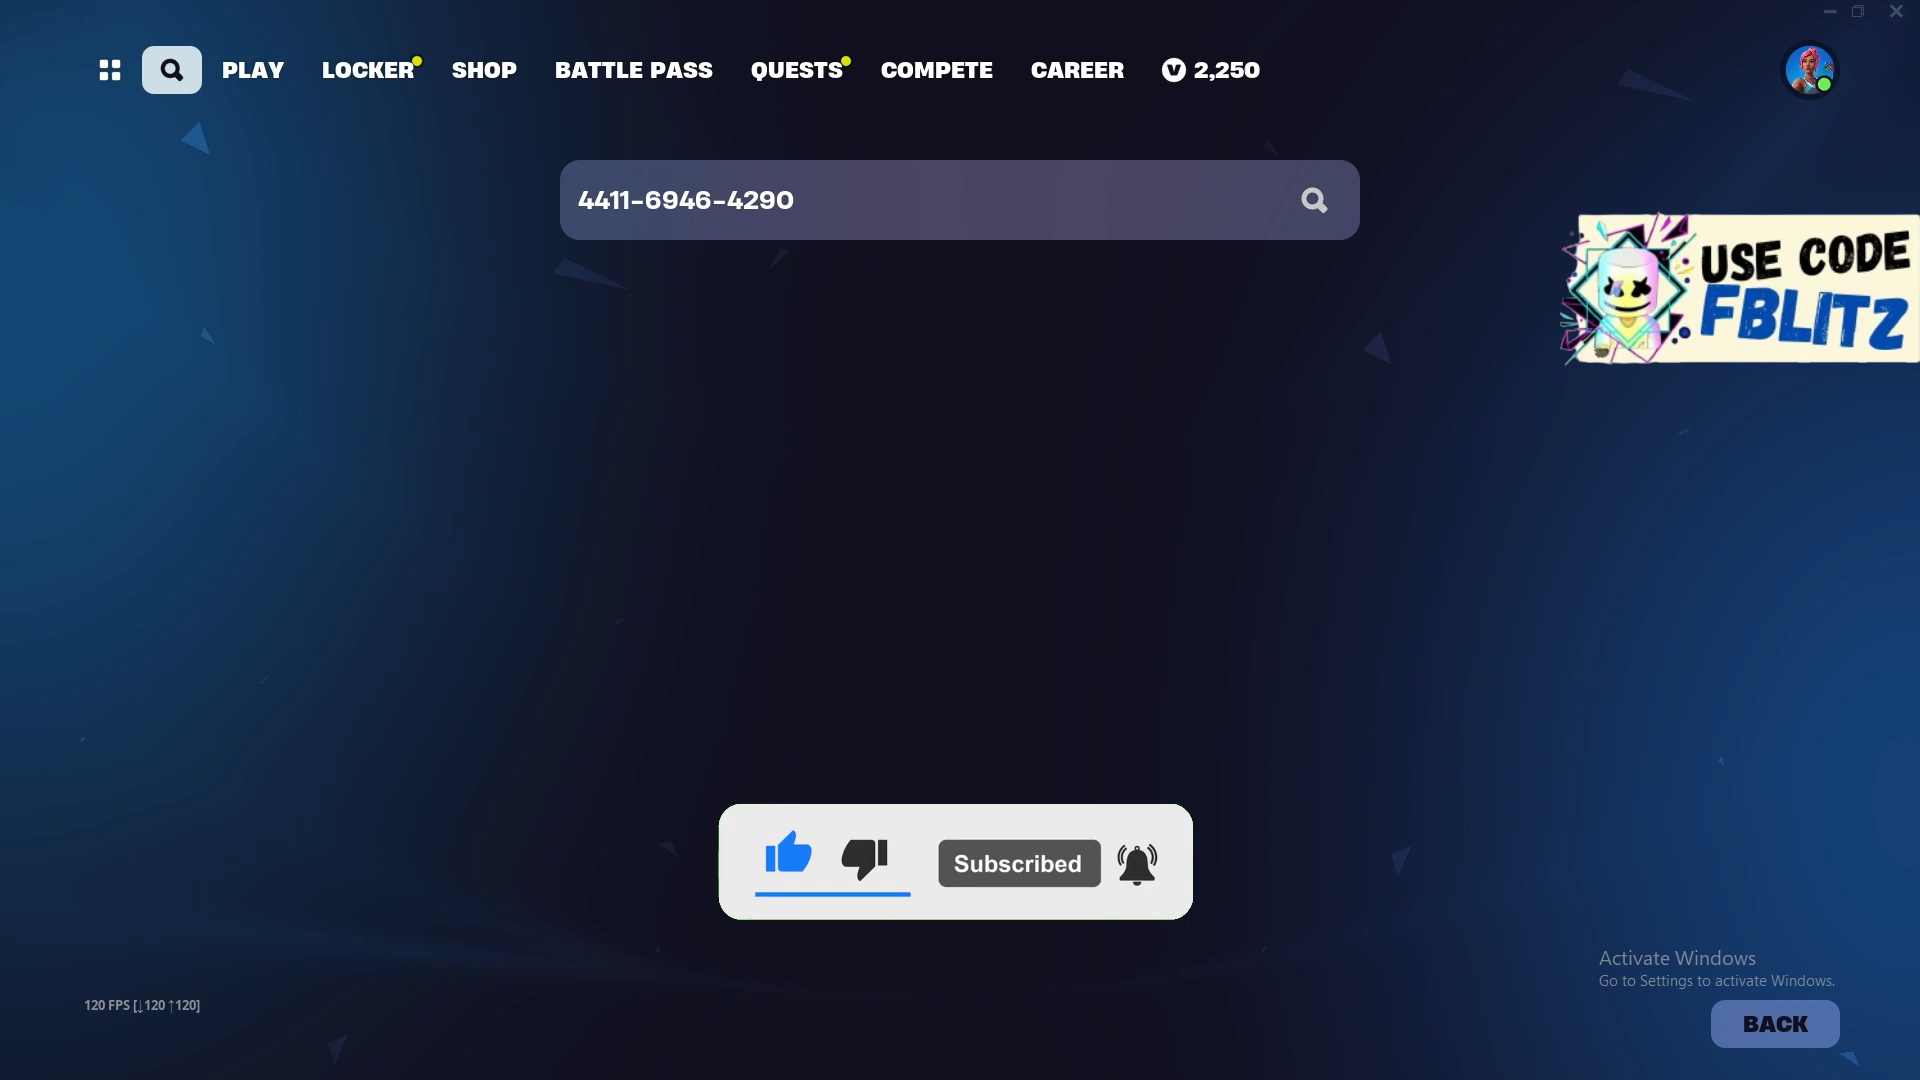 PLAY LOCKER SHOP BATTLE PASS QUESTS COMPETE CAREER V 2,250
4411-6946-4290
USE CODE
FBLITZ
Subscribed
Activate Windows
Go to Settings to activate Windows.
120 FPS [↓120 ↑120]
BACK